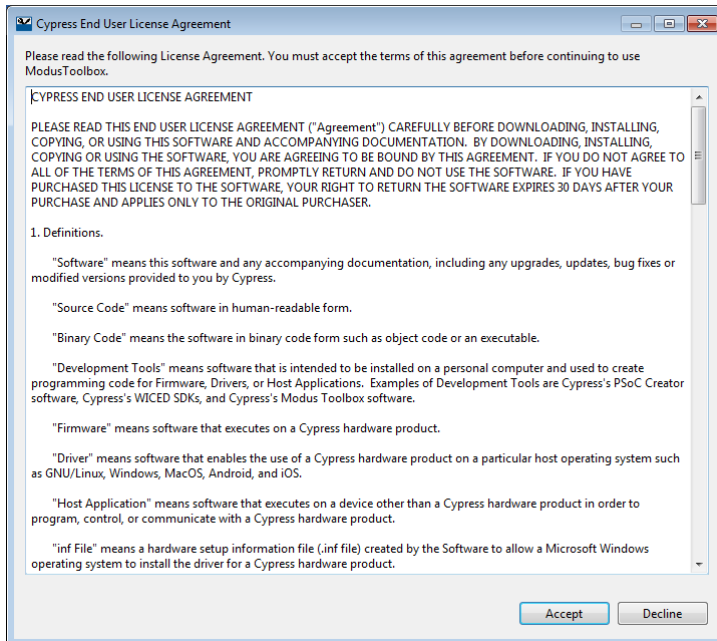 Cypress End User License Agreement
Please read the following License Agreement. You must accept the terms of this agreement before continuing to use
ModusToolbox.
CYPRESS END USER LICENSE AGREEMENT
PLEASE READ THIS END USER LICENSE AGREEMENT ("Agreement") CAREFULLY BEFORE DOWNLOADING, INSTALLING,
COPYING, OR USING THIS SOFTWARE AND ACCOMPANYING DOCUMENTATION.  BY DOWNLOADING, INSTALLING,
COPYING OR USING THE SOFTWARE, YOU ARE AGREEING TO BE BOUND BY THIS AGREEMENT.  IF YOU DO NOT AGREE TO
ALL OF THE TERMS OF THIS AGREEMENT, PROMPTLY RETURN AND DO NOT USE THE SOFTWARE.  IF YOU HAVE
PURCHASED THIS LICENSE TO THE SOFTWARE, YOUR RIGHT TO RETURN THE SOFTWARE EXPIRES 30 DAYS AFTER YOUR
PURCHASE AND APPLIES ONLY TO THE ORIGINAL PURCHASER.
1. Definitions.
"Software" means this software and any accompanying documentation, including any upgrades, updates, bug fixes or
modified versions provided to you by Cypress.
"Source Code" means software in human-readable form.
"Binary Code" means the software in binary code form such as object code or an executable.
"Development Tools" means software that is intended to be installed on a personal computer and used to create
programming code for Firmware, Drivers, or Host Applications.  Examples of Development Tools are Cypress's PSoC Creator
software, Cypress's WICED SDKs, and Cypress's Modus Toolbox software.
"Firmware" means software that executes on a Cypress hardware product.
"Driver" means software that enables the use of a Cypress hardware product on a particular host operating system such
as GNU/Linux, Windows, MacOS, Android, and iOS.
"Host Application" means software that executes on a device other than a Cypress hardware product in order to
program, control, or communicate with a Cypress hardware product.
"inf File" means a hardware setup information file (.inf file) created by the Software to allow a Microsoft Windows
operating system to install the driver for a Cypress hardware product.
Accept
Decline